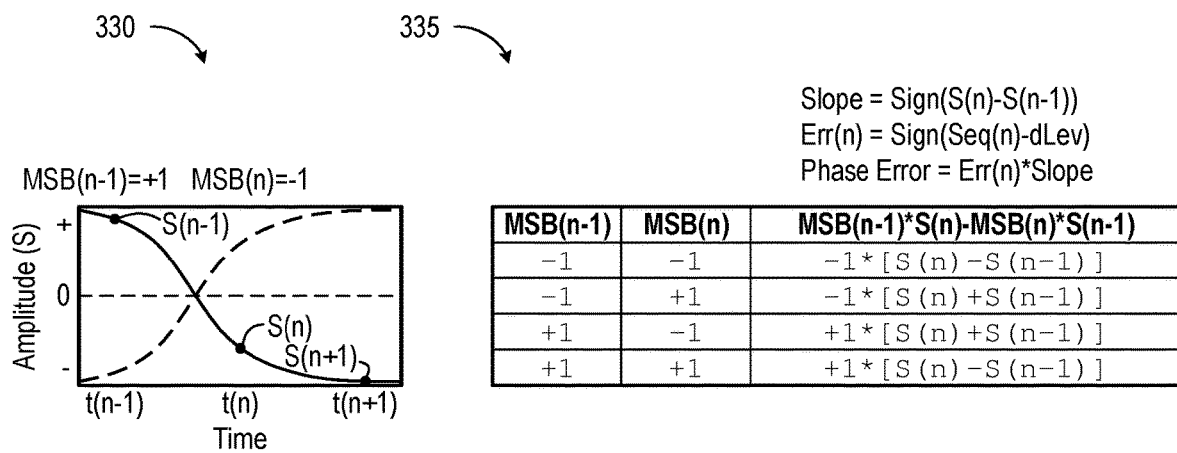 330
335
Slope = Sign(S(n)-S(n-1))
Err(n) = Sign(Seq(n)-dLev)
Phase Error = Err(n)*Slope
MSB(n-1)=+1 MSB(n)=-1
Amplitude (S)
+
0
-
S(n-1)
S(n)
S(n+1)
t(n-1) t(n) t(n+1)
Time
MSB(n-1) MSB(n) MSB(n-1)*S(n)-MSB(n)*S(n-1)
-1 -1 -1*[S(n)-S(n-1)]
-1 +1 -1*[S(n)+S(n-1)]
+1 -1 +1*[S(n)+S(n-1)]
+1 +1 +1*[S(n)-S(n-1)]